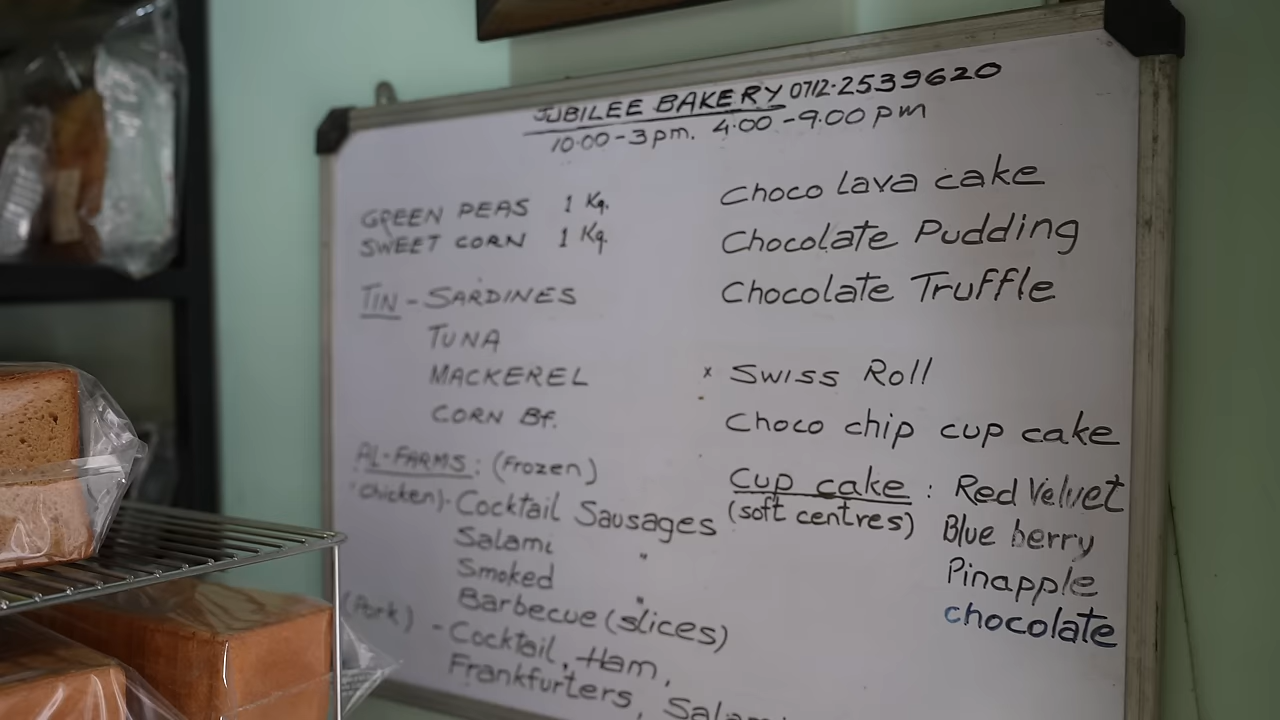 JUBILEE BAKERY 0712-2539620
10.00-3pm. 4.00-9.00 pm
GREEN PEAS 1 Kg.
SWEET CORN 1 Kg.
TIN - SARDINES
TUNA
MACKEREL
CORN Bf.
AL-FARMS: (Frozen)
(Chicken)- Cocktail Sausages
Salami "
Smoked "
Barbecue (slices)
(Pork) - Cocktail, Ham,
Frankfurters, Salami
Choco lava cake
Chocolate Pudding
Chocolate Truffle
x Swiss Roll
Choco chip cup cake
Cup cake : Red Velvet
(soft centres) Blue berry
Pinapple
chocolate